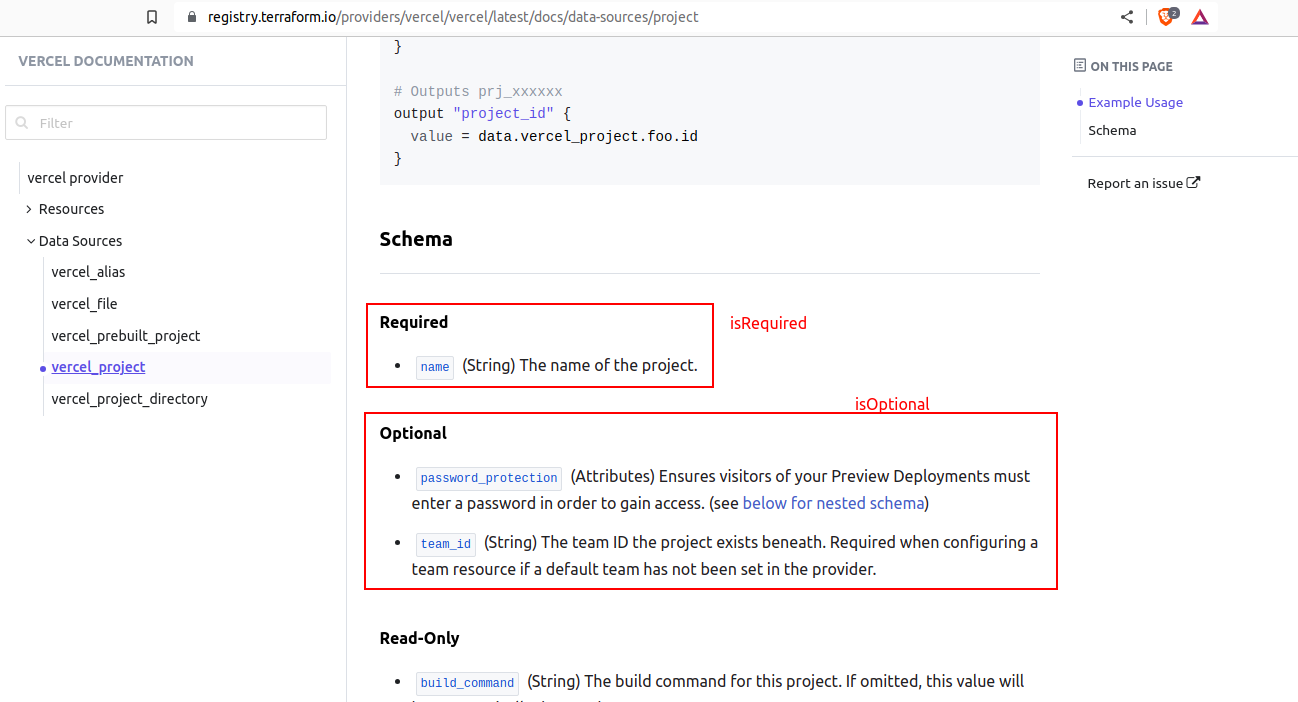 registry.terraform.io/providers/vercel/vercel/latest/docs/data-sources/project
2
VERCEL DOCUMENTATION
Filter
vercel provider
Resources
Data Sources
vercel_alias
vercel_file
vercel_prebuilt_project
vercel_project
vercel_project_directory
}
# Outputs prj_xxxxxx
output "project_id" {
value = data.vercel_project.foo.id
}
Schema
Required
isRequired
name (String) The name of the project.
isOptional
Optional
password_protection (Attributes) Ensures visitors of your Preview Deployments must
enter a password in order to gain access. (see below for nested schema)
team_id (String) The team ID the project exists beneath. Required when configuring a
team resource if a default team has not been set in the provider.
Read-Only
build_command (String) The build command for this project. If omitted, this value will
ON THIS PAGE
Example Usage
Schema
Report an issue